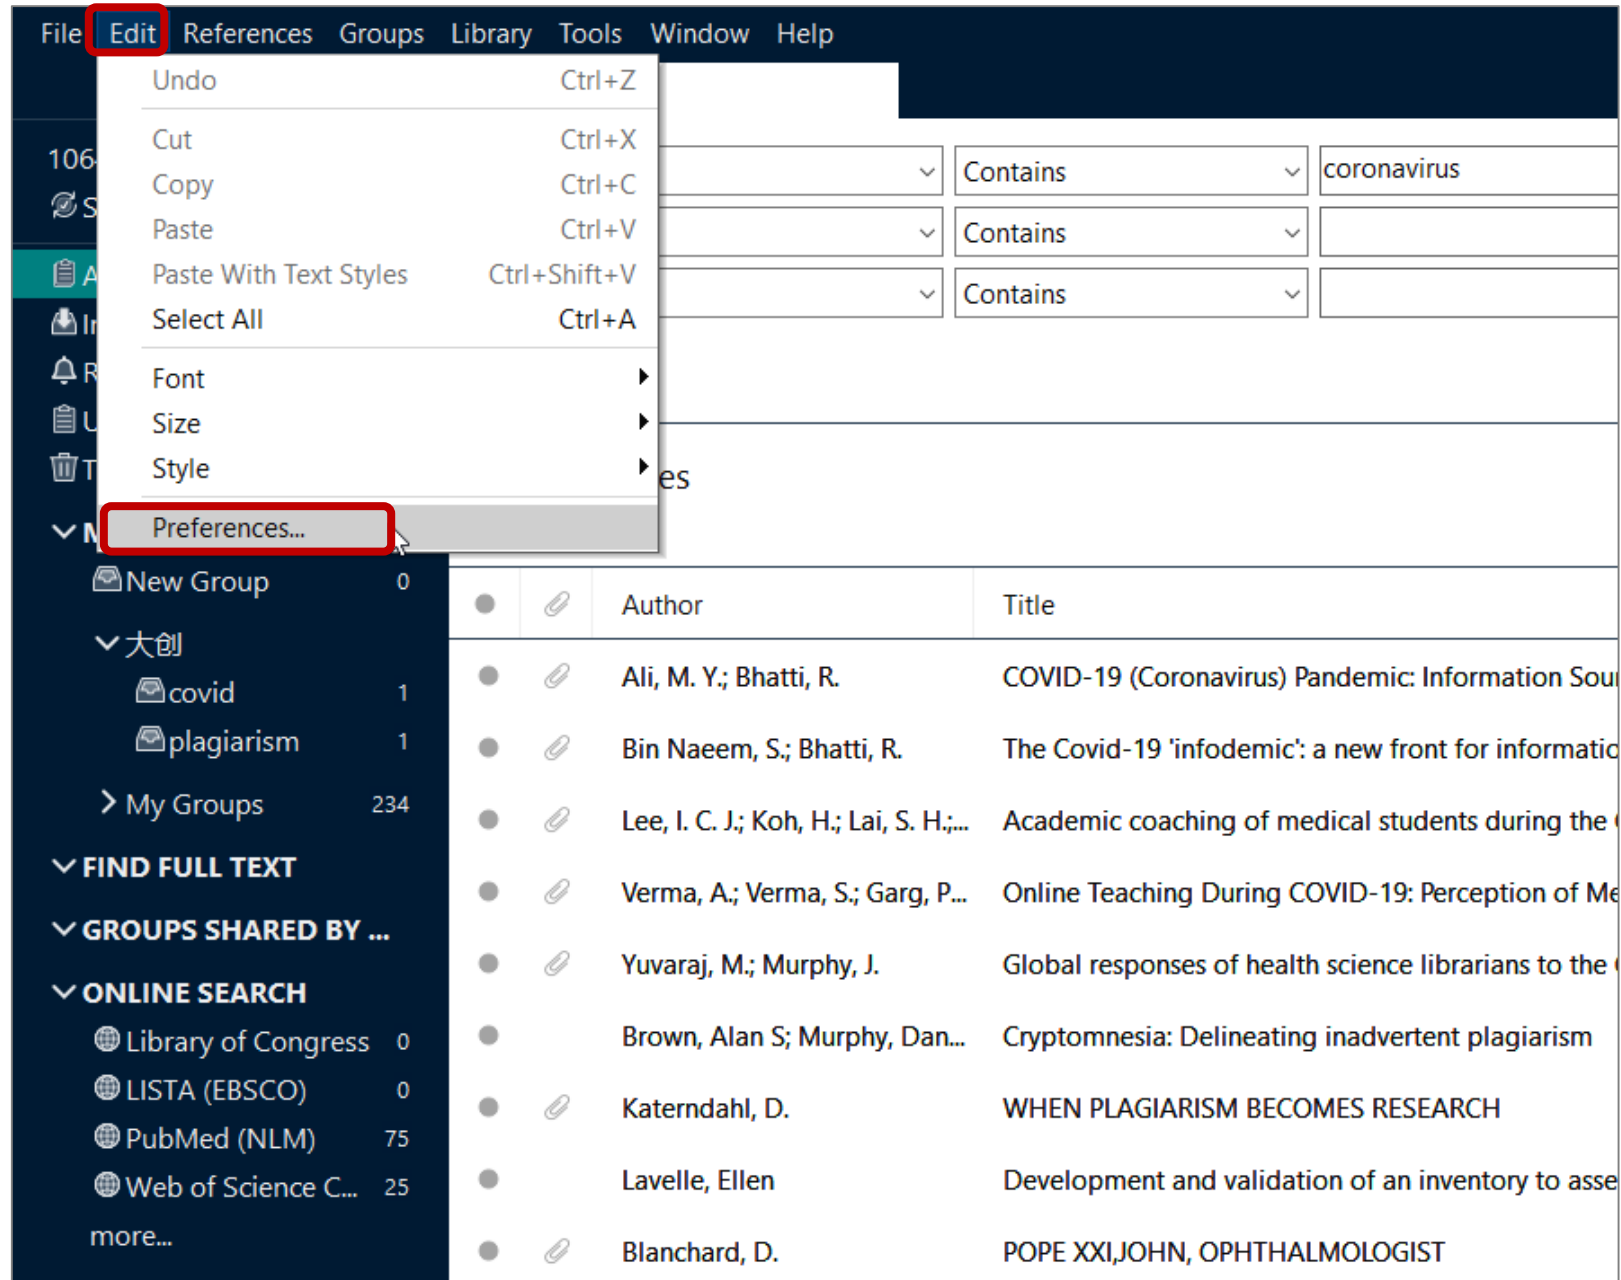 File Edit References Groups Library Tools Window Help
Undo Ctrl+Z
Cut Ctrl+X
Copy Ctrl+C
Paste Ctrl+V
Paste With Text Styles Ctrl+Shift+V
Select All Ctrl+A
Font
Size
Style
Preferences...
106
S
A
R
U
T
Contains coronavirus
Contains
Contains
es
New Group 0
大创
covid 1
plagiarism 1
My Groups 234
FIND FULL TEXT
GROUPS SHARED BY ...
ONLINE SEARCH
Library of Congress 0
LISTA (EBSCO) 0
PubMed (NLM) 75
Web of Science C... 25
more...
Author Title
Ali, M. Y.; Bhatti, R. COVID-19 (Coronavirus) Pandemic: Information Sou
Bin Naeem, S.; Bhatti, R. The Covid-19 'infodemic': a new front for informatio
Lee, I. C. J.; Koh, H.; Lai, S. H.;... Academic coaching of medical students during the
Verma, A.; Verma, S.; Garg, P... Online Teaching During COVID-19: Perception of Me
Yuvaraj, M.; Murphy, J. Global responses of health science librarians to the
Brown, Alan S; Murphy, Dan... Cryptomnesia: Delineating inadvertent plagiarism
Katerndahl, D. WHEN PLAGIARISM BECOMES RESEARCH
Lavelle, Ellen Development and validation of an inventory to asse
Blanchard, D. POPE XXI,JOHN, OPHTHALMOLOGIST